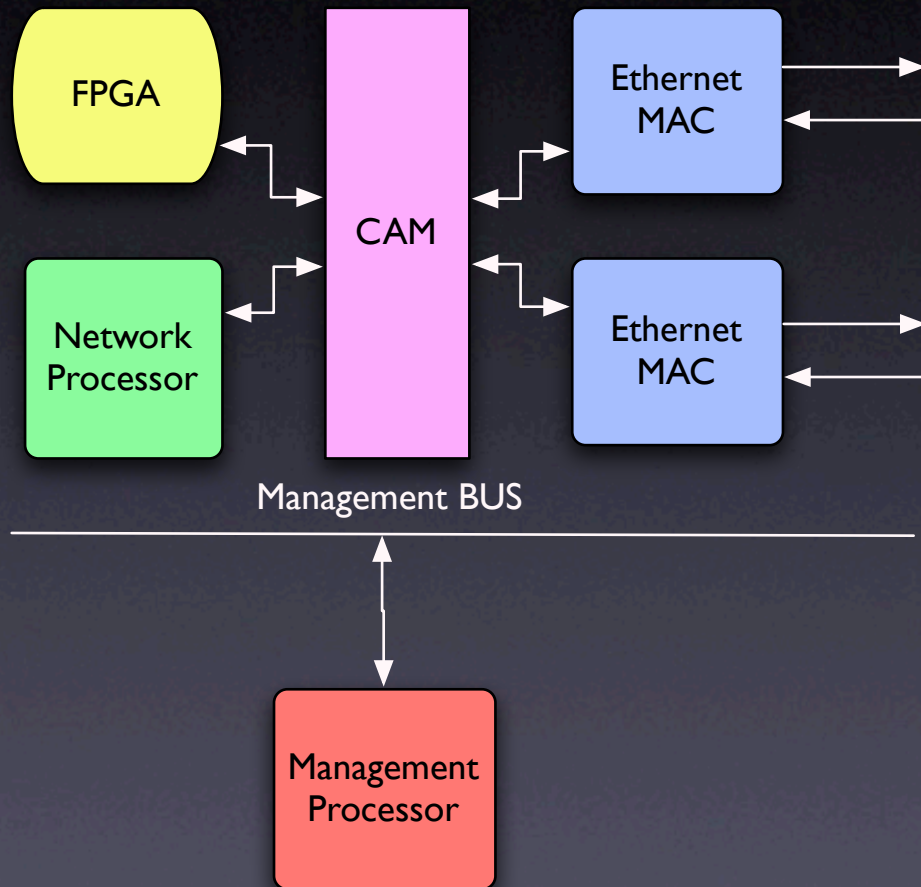 FPGA
CAM
Ethernet
MAC
Network
Processor
Ethernet
MAC
Management BUS
Management
Processor